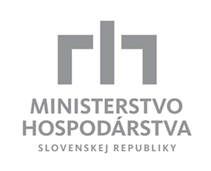 MINISTERSTVO
HOSPODÁRSTVA
SLOVENSKEJ REPUBLIKY